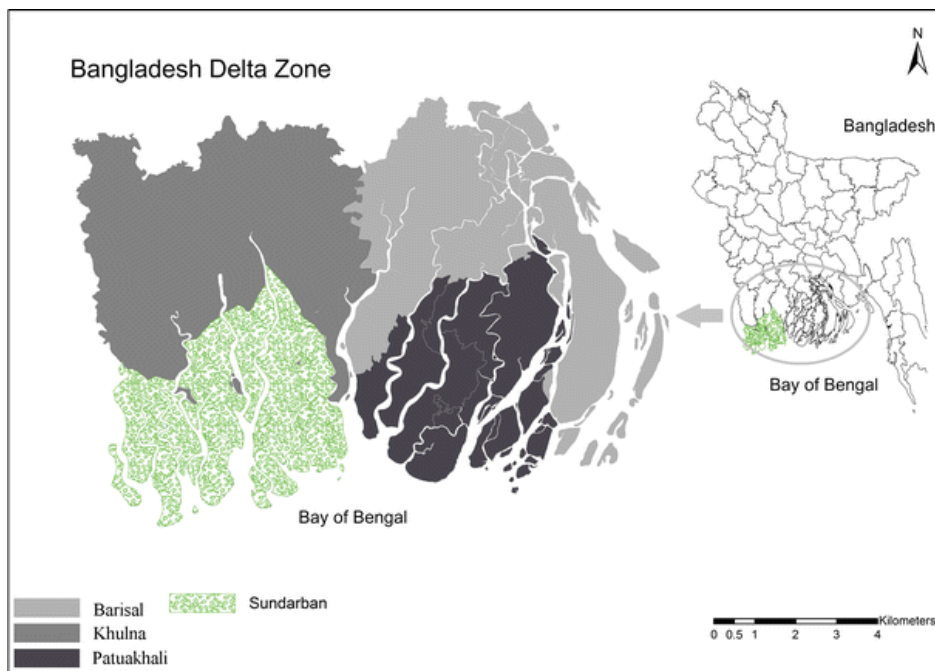 N
Bangladesh Delta Zone
Bangladesh
Bay of Bengal
Bay of Bengal
Barisal
Sundarban
Khulna
Patuakhali
Kilometers
0 0.5 1 2 3 4